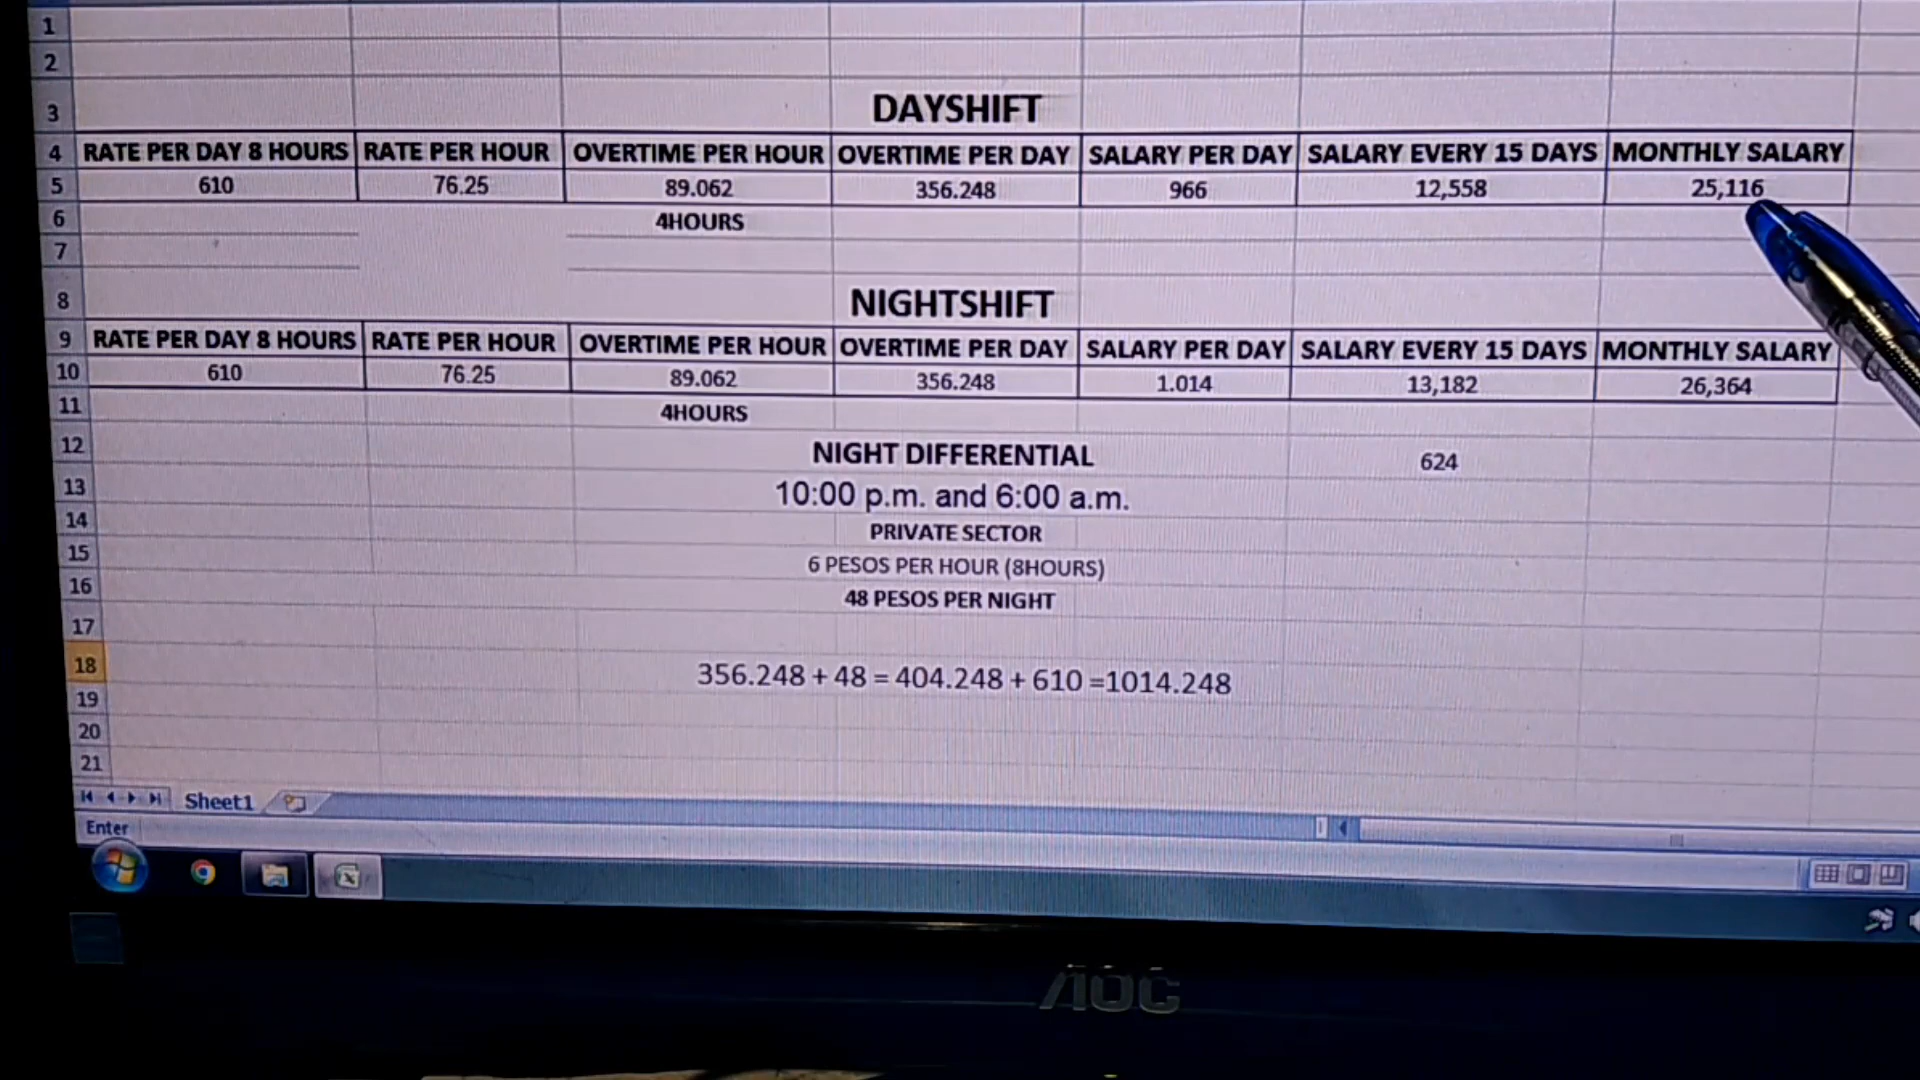 1
2
3 DAYSHIFT
4 RATE PER DAY 8 HOURS RATE PER HOUR OVERTIME PER HOUR OVERTIME PER DAY SALARY PER DAY SALARY EVERY 15 DAYS MONTHLY SALARY
5 610 76.25 89.062 356.248 966 12,558 25,116
6 4HOURS
7
8 NIGHTSHIFT
9 RATE PER DAY 8 HOURS RATE PER HOUR OVERTIME PER HOUR OVERTIME PER DAY SALARY PER DAY SALARY EVERY 15 DAYS MONTHLY SALARY
10 610 76.25 89.062 356.248 1.014 13,182 26,364
11 4HOURS
12 NIGHT DIFFERENTIAL 624
13 10:00 p.m. and 6:00 a.m.
14 PRIVATE SECTOR
15 6 PESOS PER HOUR (8HOURS)
16 48 PESOS PER NIGHT
17
18 356.248 + 48 = 404.248 + 610 =1014.248
19
20
21
Sheet1
Enter
AOC